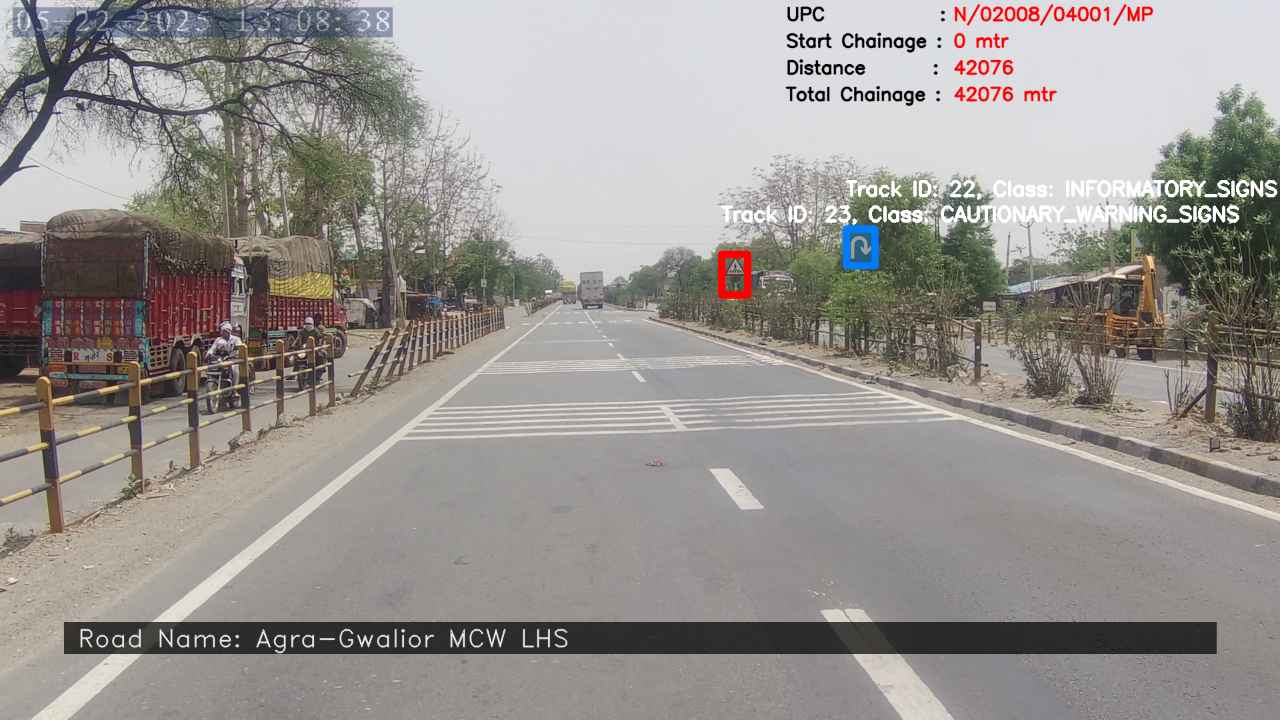 05-22-2025 13:08:38
UPC : N/02008/04001/MP
Start Chainage : 0 mtr
Distance : 42076
Total Chainage : 42076 mtr
Track ID: 22, Class: INFORMATORY_SIGNS
Track ID: 23, Class: CAUTIONARY_WARNING_SIGNS
Road Name: Agra-Gwalior MCW LHS